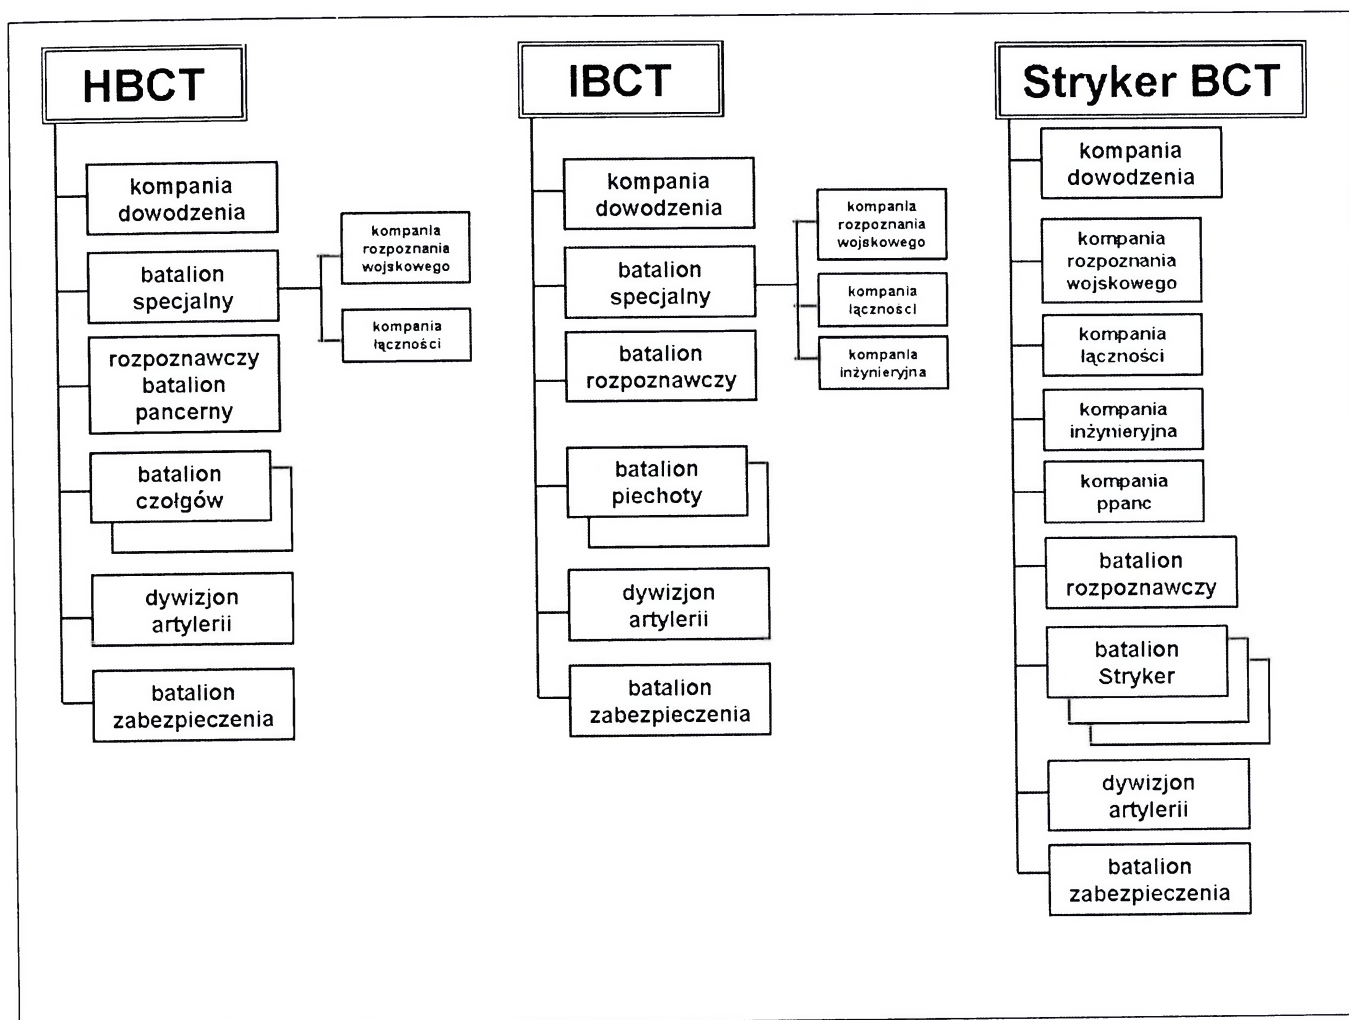 HBCT
kompania
dowodzenia
batalion
specjalny
kompania
rozpoznania
wojskowego
kompania
łączności
rozpoznawczy
batalion
pancerny
batalion
czołgów
dywizjon
artylerii
batalion
zabezpieczenia
IBCT
kompania
dowodzenia
batalion
specjalny
kompania
rozpoznania
wojskowego
kompania
łączności
kompania
inżynieryjna
batalion
rozpoznawczy
batalion
piechoty
dywizjon
artylerii
batalion
zabezpieczenia
Stryker BCT
kompania
dowodzenia
kompania
rozpoznania
wojskowego
kompania
łączności
kompania
inżynieryjna
kompania
ppanc
batalion
rozpoznawczy
batalion
Stryker
dywizjon
artylerii
batalion
zabezpieczenia